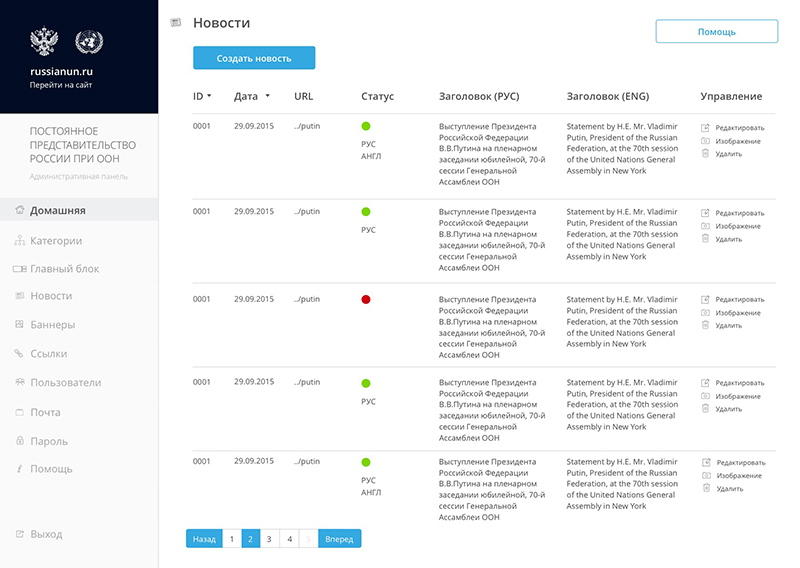 russianun.ru
Перейти на сайт
ПОСТОЯННОЕ
ПРЕДСТАВИТЕЛЬСТВО
РОССИИ ПРИ ООН
Административная панель
Домашняя
Категории
Главный блок
Новости
Баннеры
Ссылки
Пользователи
Почта
Пароль
Помощь
Выход
Новости
Помощь
Создать новость
ID Дата URL Статус Заголовок (РУС) Заголовок (ENG) Управление
0001 29.09.2015 ../putin
РУС
АНГЛ
Выступление Президента
Российской Федерации
В.В.Путина на пленарном
заседании юбилейной, 70-й
сессии Генеральной
Ассамблеи ООН
Statement by H.E. Mr. Vladimir
Putin, President of the Russian
Federation, at the 70th session
of the United Nations General
Assembly in New York
Редактировать
Изображение
Удалить
0001 29.09.2015 ../putin
РУС
Выступление Президента
Российской Федерации
В.В.Путина на пленарном
заседании юбилейной, 70-й
сессии Генеральной
Ассамблеи ООН
Statement by H.E. Mr. Vladimir
Putin, President of the Russian
Federation, at the 70th session
of the United Nations General
Assembly in New York
Редактировать
Изображение
Удалить
0001 29.09.2015 ../putin
Выступление Президента
Российской Федерации
В.В.Путина на пленарном
заседании юбилейной, 70-й
сессии Генеральной
Ассамблеи ООН
Statement by H.E. Mr. Vladimir
Putin, President of the Russian
Federation, at the 70th session
of the United Nations General
Assembly in New York
Редактировать
Изображение
Удалить
0001 29.09.2015 ../putin
РУС
Выступление Президента
Российской Федерации
В.В.Путина на пленарном
заседании юбилейной, 70-й
сессии Генеральной
Ассамблеи ООН
Statement by H.E. Mr. Vladimir
Putin, President of the Russian
Federation, at the 70th session
of the United Nations General
Assembly in New York
Редактировать
Изображение
Удалить
0001 29.09.2015 ../putin
РУС
АНГЛ
Выступление Президента
Российской Федерации
В.В.Путина на пленарном
заседании юбилейной, 70-й
сессии Генеральной
Ассамблеи ООН
Statement by H.E. Mr. Vladimir
Putin, President of the Russian
Federation, at the 70th session
of the United Nations General
Assembly in New York
Редактировать
Изображение
Удалить
Назад 1 2 3 4 5 Вперед